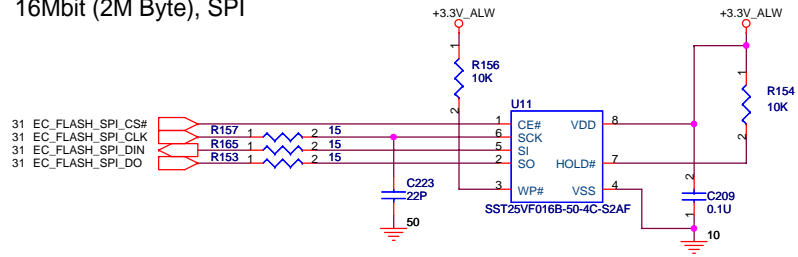 16Mbit (2M Byte), SPI
+3.3V_ALW
+3.3V_ALW
1
R156
10K
2
1
R154
10K
2
U11
31 EC_FLASH_SPI_CS#
1 CE# VDD 8
31 EC_FLASH_SPI_CLK R157 1 2 15 6 SCK
31 EC_FLASH_SPI_DIN R165 1 2 15 5 SI
31 EC_FLASH_SPI_DO R153 1 2 15 2 SO HOLD# 7
3 WP# VSS 4
SST25VF016B-50-4C-S2AF
C223
22P
50
2
C209
0.1U
1
10